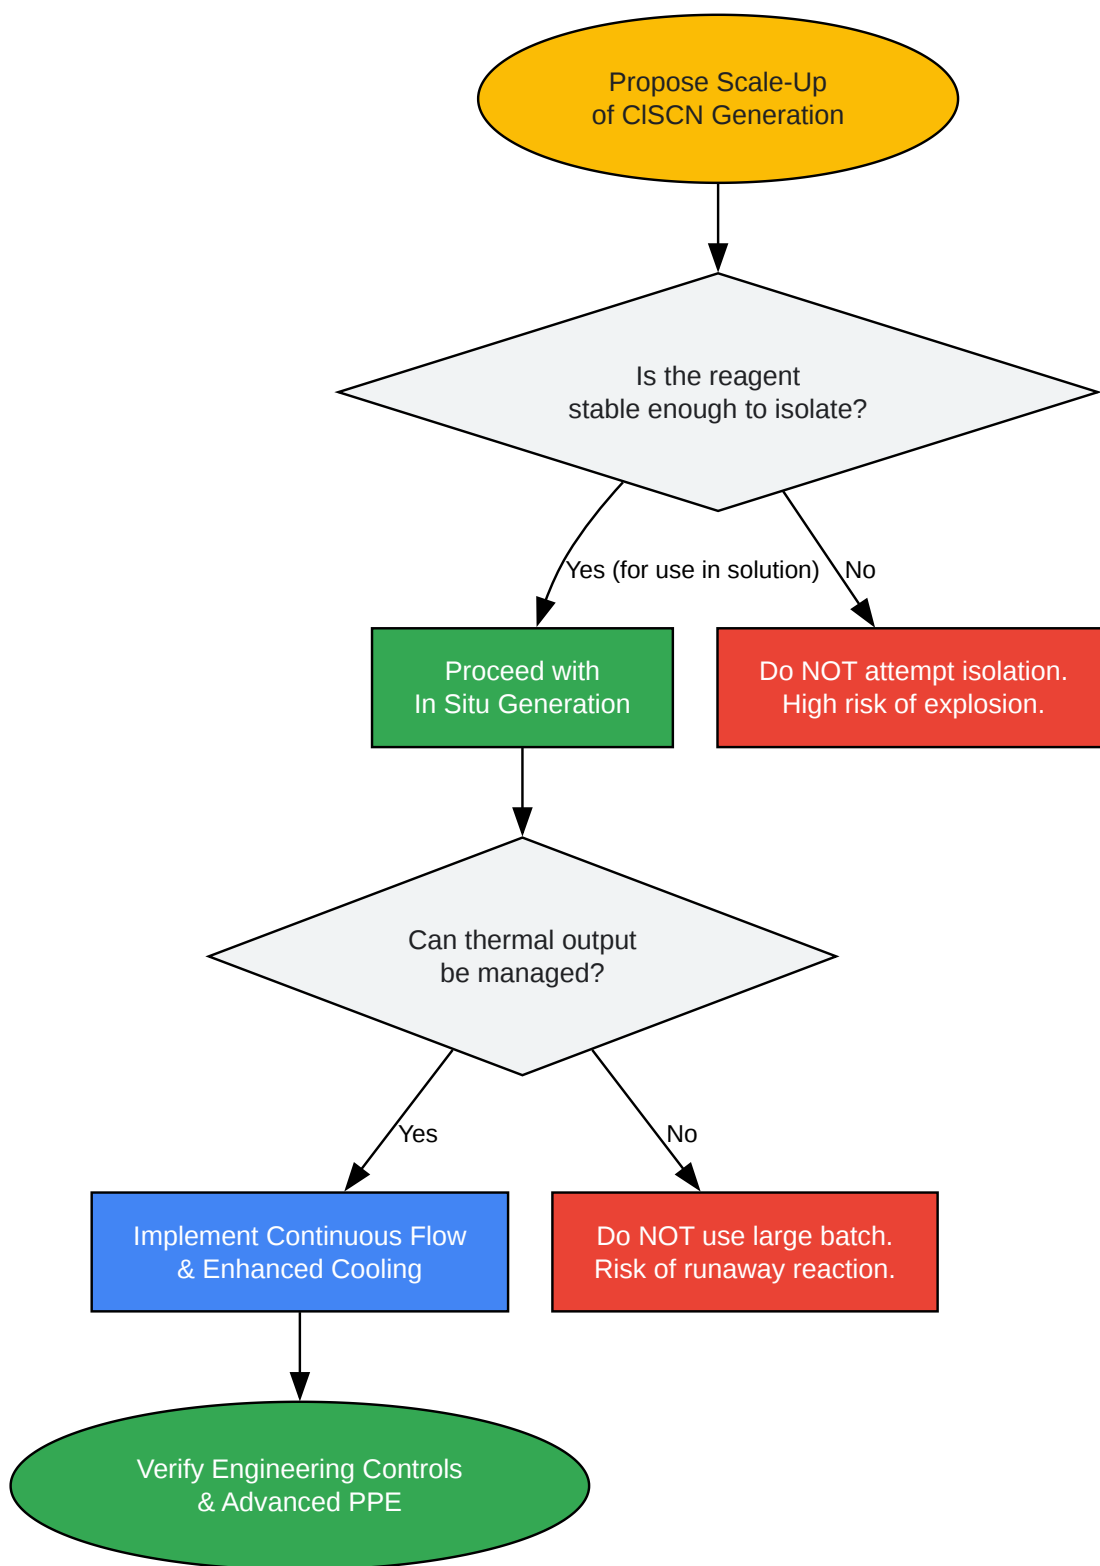 Propose Scale-Up
of ClSCN Generation
Is the reagent
stable enough to isolate?
Yes (for use in solution)
No
Proceed with
In Situ Generation
Do NOT attempt isolation.
High risk of explosion.
Can thermal output
be managed?
Yes
No
Implement Continuous Flow
& Enhanced Cooling
Do NOT use large batch.
Risk of runaway reaction.
Verify Engineering Controls
& Advanced PPE